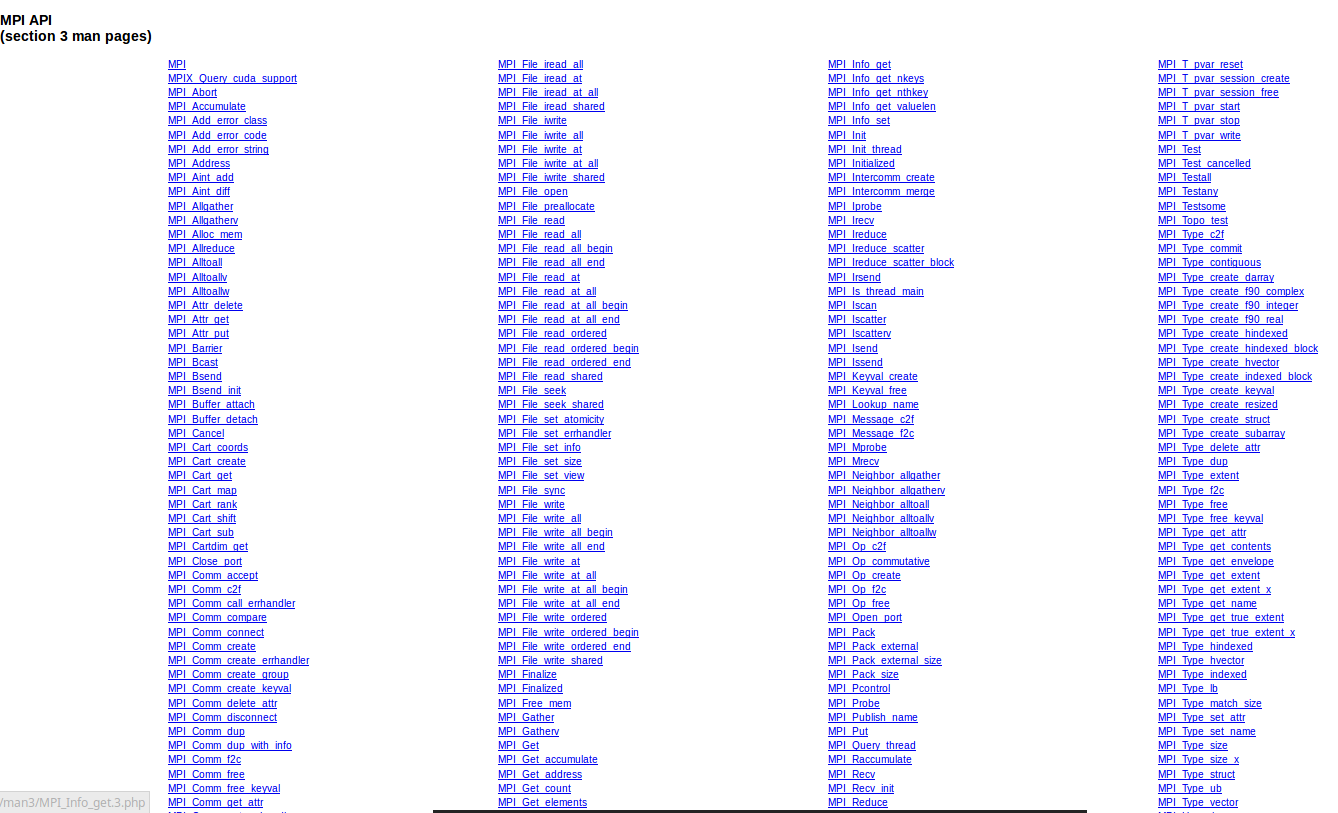 MPI API
(section 3 man pages)
MPI
MPIX_Query_cuda_support
MPI_Abort
MPI_Accumulate
MPI_Add_error_class
MPI_Add_error_code
MPI_Add_error_string
MPI_Address
MPI_Aint_add
MPI_Aint_diff
MPI_Allgather
MPI_Allgatherv
MPI_Alloc_mem
MPI_Allreduce
MPI_Alltoall
MPI_Alltoallv
MPI_Alltoallw
MPI_Attr_delete
MPI_Attr_get
MPI_Attr_put
MPI_Barrier
MPI_Bcast
MPI_Bsend
MPI_Bsend_init
MPI_Buffer_attach
MPI_Buffer_detach
MPI_Cancel
MPI_Cart_coords
MPI_Cart_create
MPI_Cart_get
MPI_Cart_map
MPI_Cart_rank
MPI_Cart_shift
MPI_Cart_sub
MPI_Cartdim_get
MPI_Close_port
MPI_Comm_accept
MPI_Comm_c2f
MPI_Comm_call_errhandler
MPI_Comm_compare
MPI_Comm_connect
MPI_Comm_create
MPI_Comm_create_errhandler
MPI_Comm_create_group
MPI_Comm_create_keyval
MPI_Comm_delete_attr
MPI_Comm_disconnect
MPI_Comm_dup
MPI_Comm_dup_with_info
MPI_Comm_f2c
MPI_Comm_free
MPI_Comm_free_keyval
MPI_Comm_get_attr
MPI_File_iread_all
MPI_File_iread_at
MPI_File_iread_at_all
MPI_File_iread_shared
MPI_File_iwrite
MPI_File_iwrite_all
MPI_File_iwrite_at
MPI_File_iwrite_at_all
MPI_File_iwrite_shared
MPI_File_open
MPI_File_preallocate
MPI_File_read
MPI_File_read_all
MPI_File_read_all_begin
MPI_File_read_all_end
MPI_File_read_at
MPI_File_read_at_all
MPI_File_read_at_all_begin
MPI_File_read_at_all_end
MPI_File_read_ordered
MPI_File_read_ordered_begin
MPI_File_read_ordered_end
MPI_File_read_shared
MPI_File_seek
MPI_File_seek_shared
MPI_File_set_atomicity
MPI_File_set_errhandler
MPI_File_set_info
MPI_File_set_size
MPI_File_set_view
MPI_File_sync
MPI_File_write
MPI_File_write_all
MPI_File_write_all_begin
MPI_File_write_all_end
MPI_File_write_at
MPI_File_write_at_all
MPI_File_write_at_all_begin
MPI_File_write_at_all_end
MPI_File_write_ordered
MPI_File_write_ordered_begin
MPI_File_write_ordered_end
MPI_File_write_shared
MPI_Finalize
MPI_Finalized
MPI_Free_mem
MPI_Gather
MPI_Gatherv
MPI_Get
MPI_Get_accumulate
MPI_Get_address
MPI_Get_count
MPI_Get_elements
MPI_Info_get
MPI_Info_get_nkeys
MPI_Info_get_nthkey
MPI_Info_get_valuelen
MPI_Info_set
MPI_Init
MPI_Init_thread
MPI_Initialized
MPI_Intercomm_create
MPI_Intercomm_merge
MPI_Iprobe
MPI_Irecv
MPI_Ireduce
MPI_Ireduce_scatter
MPI_Ireduce_scatter_block
MPI_Irsend
MPI_Is_thread_main
MPI_Iscan
MPI_Iscatter
MPI_Iscatterv
MPI_Isend
MPI_Issend
MPI_Keyval_create
MPI_Keyval_free
MPI_Lookup_name
MPI_Message_c2f
MPI_Message_f2c
MPI_Mprobe
MPI_Mrecv
MPI_Neighbor_allgather
MPI_Neighbor_allgatherv
MPI_Neighbor_alltoall
MPI_Neighbor_alltoallv
MPI_Neighbor_alltoallw
MPI_Op_c2f
MPI_Op_commutative
MPI_Op_create
MPI_Op_f2c
MPI_Op_free
MPI_Open_port
MPI_Pack
MPI_Pack_external
MPI_Pack_external_size
MPI_Pack_size
MPI_Pcontrol
MPI_Probe
MPI_Publish_name
MPI_Put
MPI_Query_thread
MPI_Raccumulate
MPI_Recv
MPI_Recv_init
MPI_Reduce
MPI_T_pvar_reset
MPI_T_pvar_session_create
MPI_T_pvar_session_free
MPI_T_pvar_start
MPI_T_pvar_stop
MPI_T_pvar_write
MPI_Test
MPI_Test_cancelled
MPI_Testall
MPI_Testany
MPI_Testsome
MPI_Topo_test
MPI_Type_c2f
MPI_Type_commit
MPI_Type_contiguous
MPI_Type_create_darray
MPI_Type_create_f90_complex
MPI_Type_create_f90_integer
MPI_Type_create_f90_real
MPI_Type_create_hindexed
MPI_Type_create_hindexed_block
MPI_Type_create_hvector
MPI_Type_create_indexed_block
MPI_Type_create_keyval
MPI_Type_create_resized
MPI_Type_create_struct
MPI_Type_create_subarray
MPI_Type_delete_attr
MPI_Type_dup
MPI_Type_extent
MPI_Type_f2c
MPI_Type_free
MPI_Type_free_keyval
MPI_Type_get_attr
MPI_Type_get_contents
MPI_Type_get_envelope
MPI_Type_get_extent
MPI_Type_get_extent_x
MPI_Type_get_name
MPI_Type_get_true_extent
MPI_Type_get_true_extent_x
MPI_Type_hindexed
MPI_Type_hvector
MPI_Type_indexed
MPI_Type_lb
MPI_Type_match_size
MPI_Type_set_attr
MPI_Type_set_name
MPI_Type_size
MPI_Type_size_x
MPI_Type_struct
MPI_Type_ub
MPI_Type_vector
/man3/MPI_Info_get.3.php